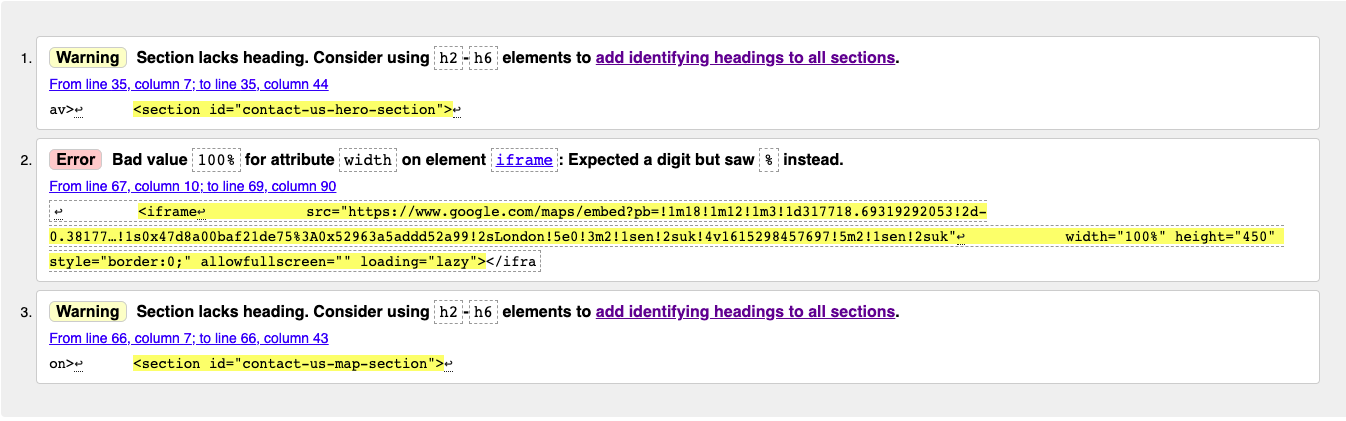 1. Warning Section lacks heading. Consider using h2-h6 elements to add identifying headings to all sections.
From line 35, column 7; to line 35, column 44
av>↩ <section id="contact-us-hero-section">↩
2. Error Bad value 100% for attribute width on element iframe: Expected a digit but saw % instead.
From line 67, column 10; to line 69, column 90
↩ <iframe↩ src="https://www.google.com/maps/embed?pb=!1m18!1m12!1m3!1d317718.69319292053!2d-
0.38177…!1s0x47d8a00baf21de75%3A0x52963a5addd52a99!2sLondon!5e0!3m2!1sen!2suk!4v1615298457697!5m2!1sen!2suk"↩ width="100%" height="450"
style="border:0;" allowfullscreen="" loading="lazy"></ifra
3. Warning Section lacks heading. Consider using h2-h6 elements to add identifying headings to all sections.
From line 66, column 7; to line 66, column 43
on>↩ <section id="contact-us-map-section">↩